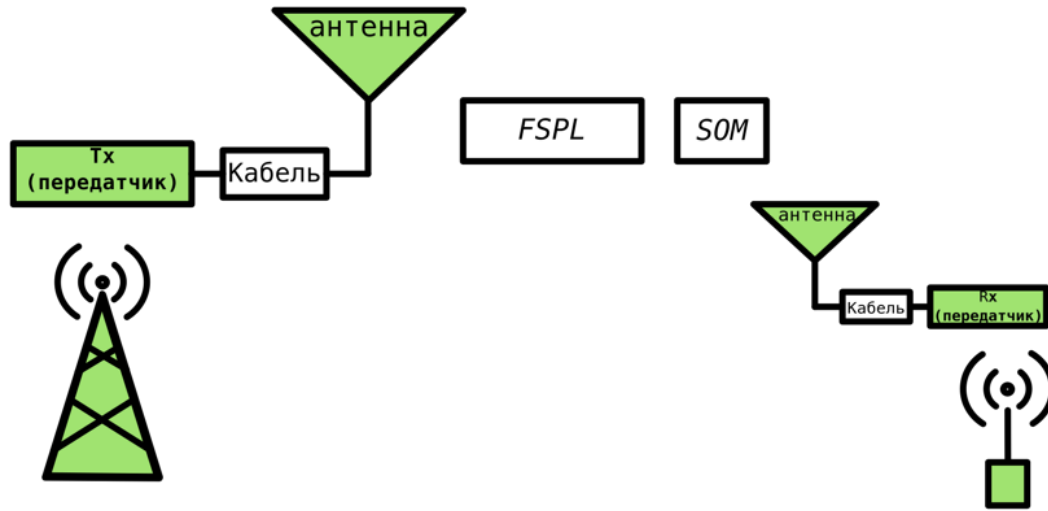 антенна
FSPL
SOM
Tx
(передатчик)
Кабель
антенна
Кабель
Rx
(передатчик)